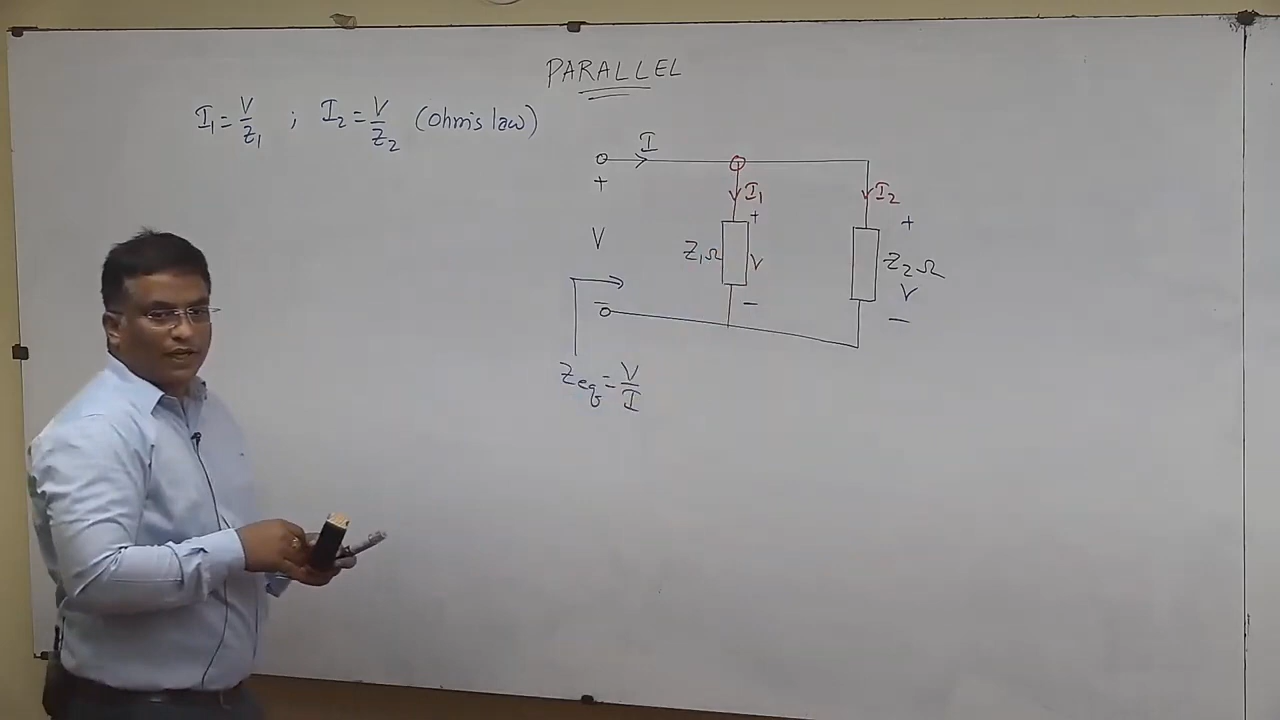 PARALLEL
I₁ = V/Z₁ ; I₂ = V/Z₂ (Ohm's law)
I
I₁
I₂
+
+
+
V
Z₁Ω
V
Z₂Ω
V
−
−
−
Zeq = V/I